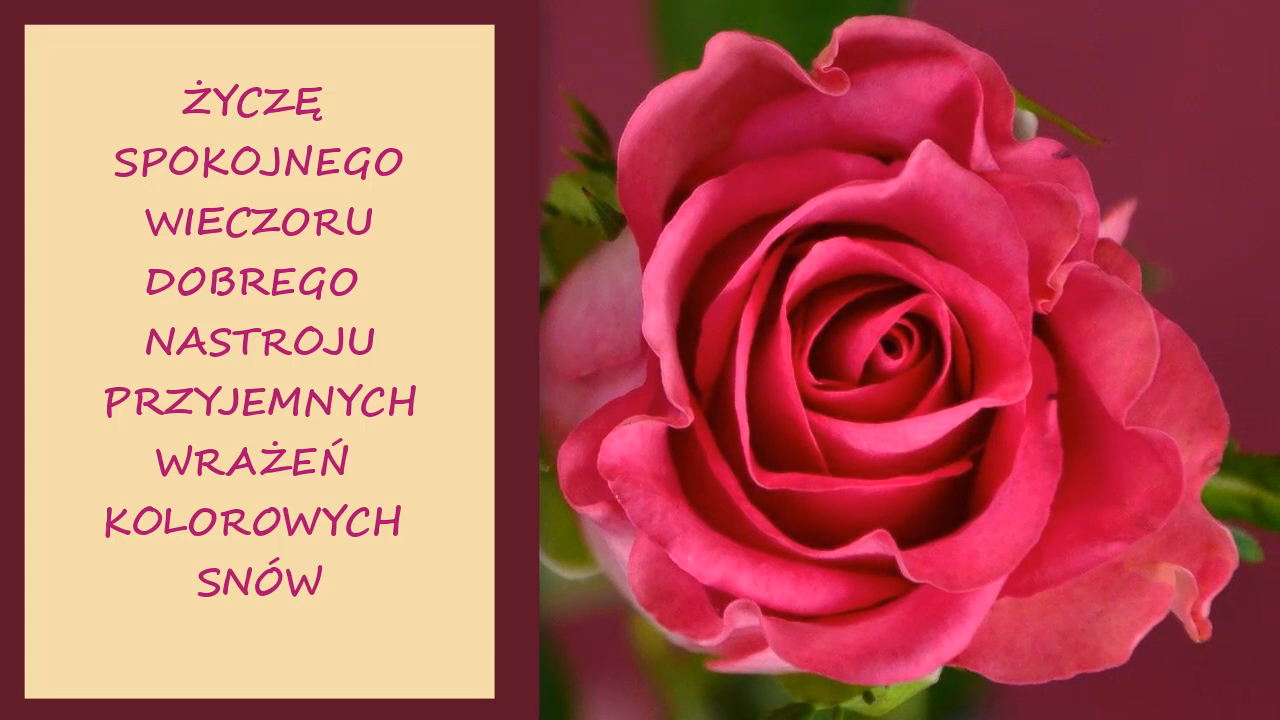 ŻYCZĘ
SPOKOJNEGO
WIECZORU
DOBREGO
NASTROJU
PRZYJEMNYCH
WRAŻEŃ
KOLOROWYCH
SNÓW